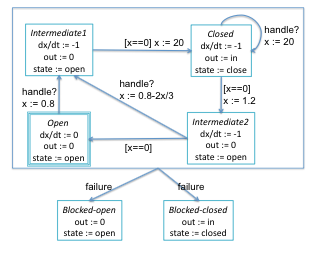 Intermediate1
dx/dt := -1
out := 0
state := open
[x==0] x := 20
Closed
dx/dt := -1
out := in
state := close
handle?
x := 20
handle?
x := 0.8
handle?
x := 0.8-2x/3
[x==0]
x := 1.2
Open
dx/dt := 0
out := 0
state := open
[x==0]
Intermediate2
dx/dt := -1
out := 0
state := open
failure
failure
Blocked-open
out := 0
state := open
Blocked-closed
out := in
state := closed